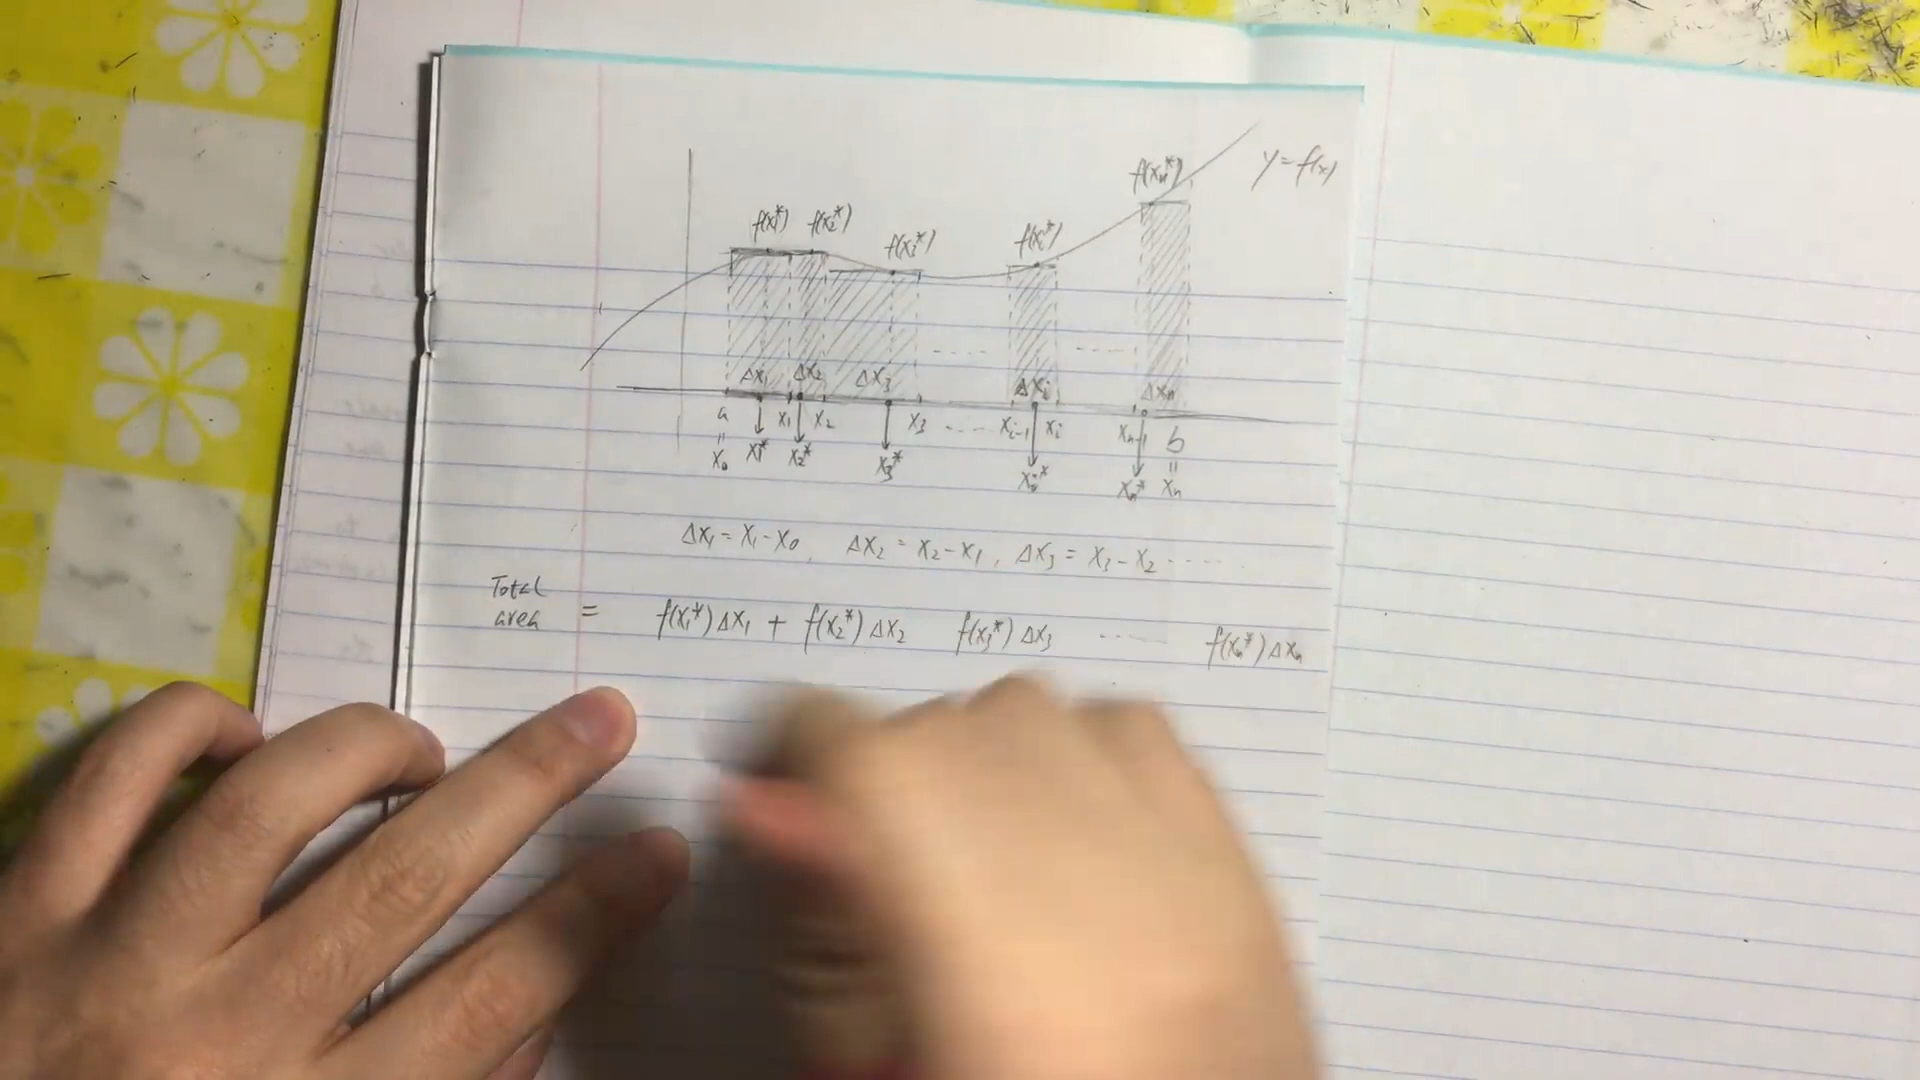 y=f(x)
f(x₁*) f(x₂*) f(x₃*) f(xᵢ*) f(xₙ*)
Δx₁ Δx₂ Δx₃ Δxᵢ Δxₙ
a x₁ x₂ x₃ ..... xᵢ₋₁ xᵢ xₙ₋₁ b
= = 
x₀ x₁* x₂* x₃* xᵢ* xₙ* xₙ
Δx₁ = x₁-x₀, Δx₂ = x₂-x₁, Δx₃ = x₃-x₂ .....
Total
area = f(x₁*)Δx₁ + f(x₂*)Δx₂ f(x₃*)Δx₃ ..... f(xₙ*)Δxₙ